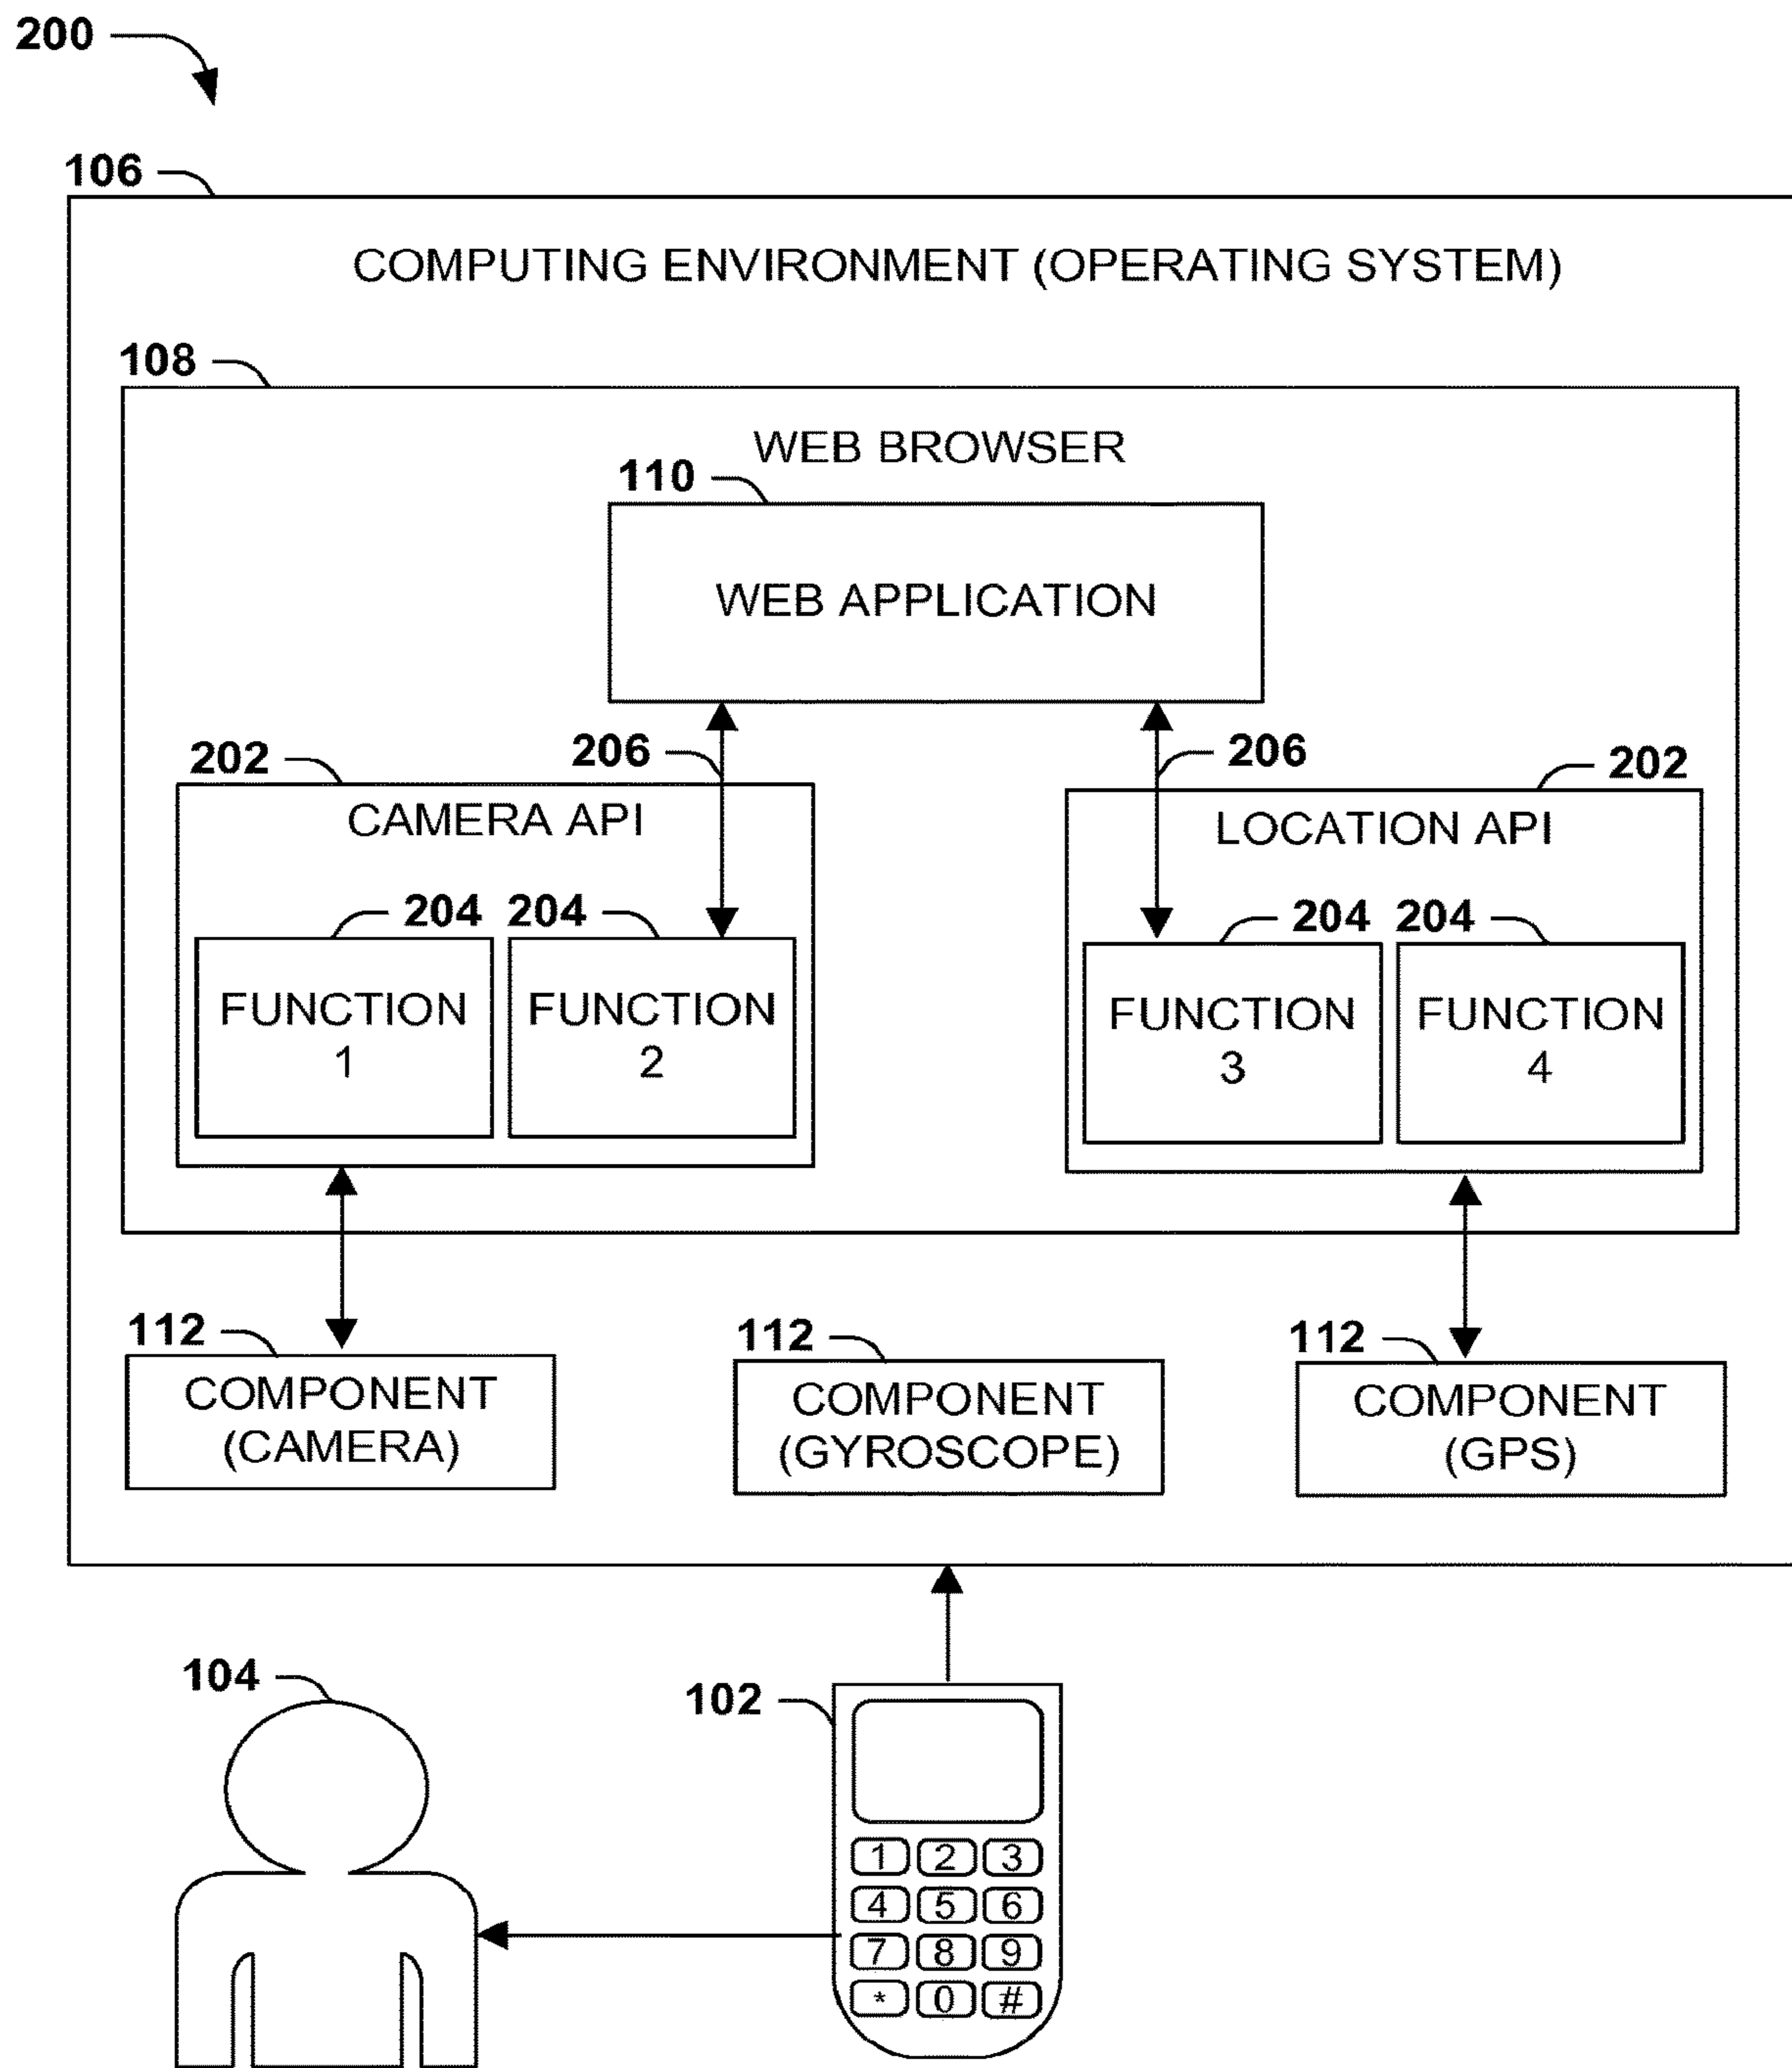 200
106
COMPUTING ENVIRONMENT (OPERATING SYSTEM)
108
WEB BROWSER
110
WEB APPLICATION
202
206
206
202
CAMERA API
LOCATION API
204
204
204
204
FUNCTION
1
FUNCTION
2
FUNCTION
3
FUNCTION
4
112
112
112
COMPONENT
(CAMERA)
COMPONENT
(GYROSCOPE)
COMPONENT
(GPS)
104
102
1 2 3
4 5 6
7 8 9
* 0 #